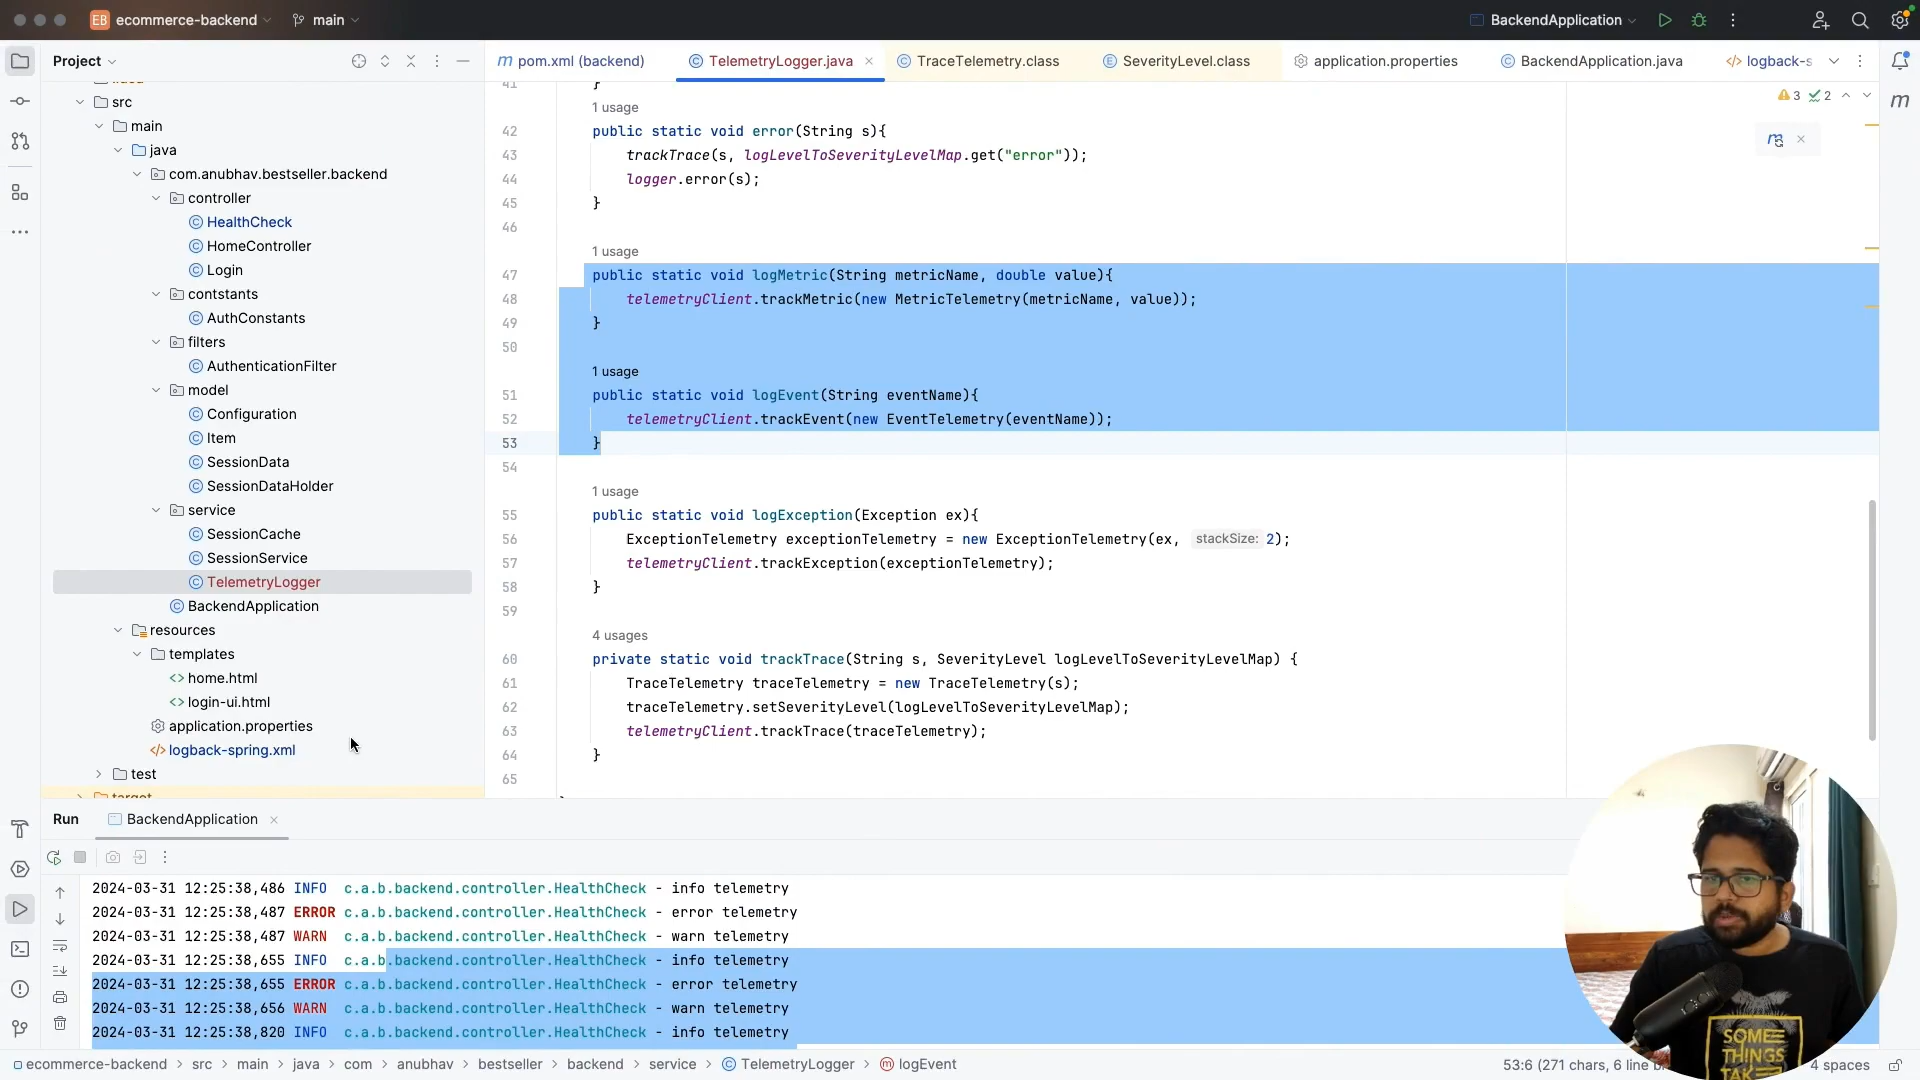 EB ecommerce-backend main BackendApplication
Project
m pom.xml (backend) TelemetryLogger.java TraceTelemetry.class SeverityLevel.class application.properties BackendApplication.java logback-s
src
main
java
com.anubhav.bestseller.backend
controller
HealthCheck
HomeController
Login
contstants
AuthConstants
filters
AuthenticationFilter
model
Configuration
Item
SessionData
SessionDataHolder
service
SessionCache
SessionService
TelemetryLogger
BackendApplication
resources
templates
home.html
login-ui.html
application.properties
logback-spring.xml
test
target
3 2
41 }
1 usage
42 public static void error(String s){
43 trackTrace(s, logLevelToSeverityLevelMap.get("error"));
44 logger.error(s);
45 }
46
1 usage
47 public static void logMetric(String metricName, double value){
48 telemetryClient.trackMetric(new MetricTelemetry(metricName, value));
49 }
50
1 usage
51 public static void logEvent(String eventName){
52 telemetryClient.trackEvent(new EventTelemetry(eventName));
53 }
54
1 usage
55 public static void logException(Exception ex){
56 ExceptionTelemetry exceptionTelemetry = new ExceptionTelemetry(ex, stackSize: 2);
57 telemetryClient.trackException(exceptionTelemetry);
58 }
59
4 usages
60 private static void trackTrace(String s, SeverityLevel logLevelToSeverityLevelMap) {
61 TraceTelemetry traceTelemetry = new TraceTelemetry(s);
62 traceTelemetry.setSeverityLevel(logLevelToSeverityLevelMap);
63 telemetryClient.trackTrace(traceTelemetry);
64 }
65
Run BackendApplication
2024-03-31 12:25:38,486 INFO c.a.b.backend.controller.HealthCheck - info telemetry
2024-03-31 12:25:38,487 ERROR c.a.b.backend.controller.HealthCheck - error telemetry
2024-03-31 12:25:38,487 WARN c.a.b.backend.controller.HealthCheck - warn telemetry
2024-03-31 12:25:38,655 INFO c.a.b.backend.controller.HealthCheck - info telemetry
2024-03-31 12:25:38,655 ERROR c.a.b.backend.controller.HealthCheck - error telemetry
2024-03-31 12:25:38,656 WARN c.a.b.backend.controller.HealthCheck - warn telemetry
2024-03-31 12:25:38,820 INFO c.a.b.backend.controller.HealthCheck - info telemetry
SOME
THINGS
TAK
ecommerce-backend > src > main > java > com > anubhav > bestseller > backend > service > TelemetryLogger > logEvent 53:6 (271 chars, 6 line 4 spaces